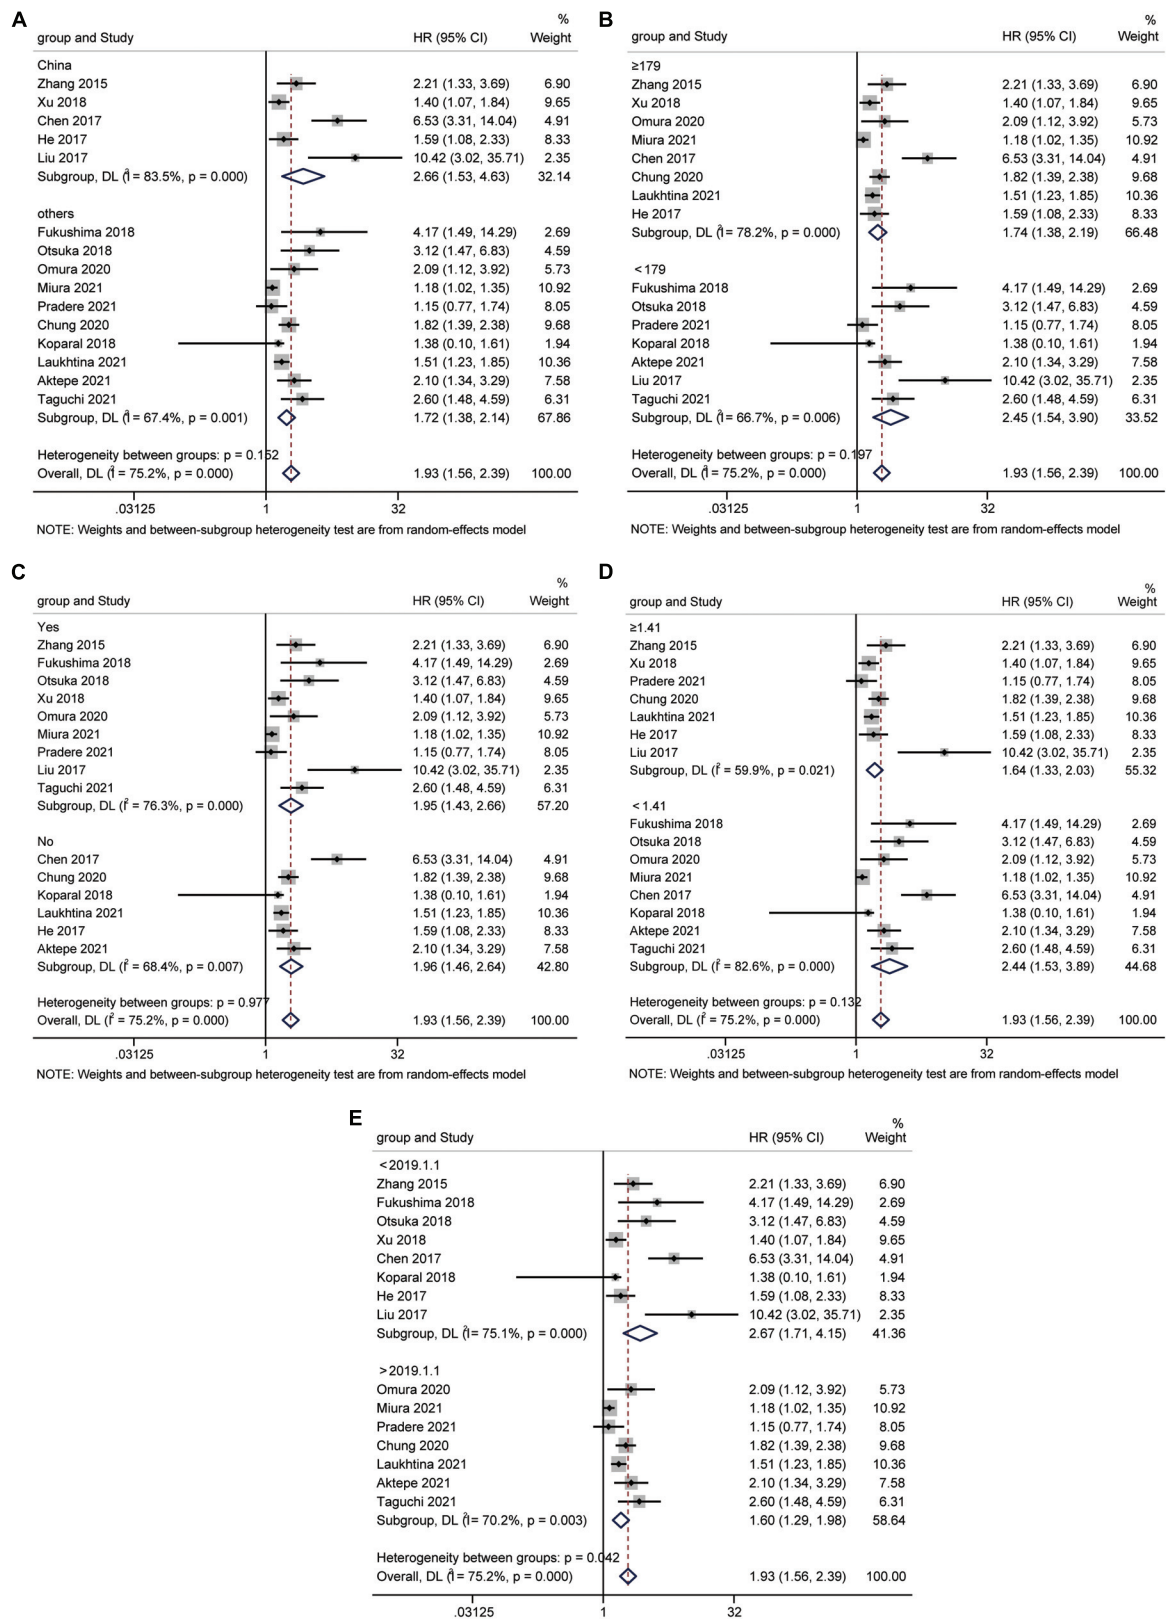 A
%
group and Study HR (95% CI) Weight
China
Zhang 2015 2.21 (1.33, 3.69) 6.90
Xu 2018 1.40 (1.07, 1.84) 9.65
Chen 2017 6.53 (3.31, 14.04) 4.91
He 2017 1.59 (1.08, 2.33) 8.33
Liu 2017 10.42 (3.02, 35.71) 2.35
Subgroup, DL (I² = 83.5%, p = 0.000) 2.66 (1.53, 4.63) 32.14
others
Fukushima 2018 4.17 (1.49, 14.29) 2.69
Otsuka 2018 3.12 (1.47, 6.83) 4.59
Omura 2020 2.09 (1.12, 3.92) 5.73
Miura 2021 1.18 (1.02, 1.35) 10.92
Pradere 2021 1.15 (0.77, 1.74) 8.05
Chung 2020 1.82 (1.39, 2.38) 9.68
Koparal 2018 1.38 (0.10, 1.61) 1.94
Laukhtina 2021 1.51 (1.23, 1.85) 10.36
Aktepe 2021 2.10 (1.34, 3.29) 7.58
Taguchi 2021 2.60 (1.48, 4.59) 6.31
Subgroup, DL (I² = 67.4%, p = 0.001) 1.72 (1.38, 2.14) 67.86
Heterogeneity between groups: p = 0.152
Overall, DL (I² = 75.2%, p = 0.000) 1.93 (1.56, 2.39) 100.00
.03125 1 32
NOTE: Weights and between-subgroup heterogeneity test are from random-effects model
B
%
group and Study HR (95% CI) Weight
≥179
Zhang 2015 2.21 (1.33, 3.69) 6.90
Xu 2018 1.40 (1.07, 1.84) 9.65
Omura 2020 2.09 (1.12, 3.92) 5.73
Miura 2021 1.18 (1.02, 1.35) 10.92
Chen 2017 6.53 (3.31, 14.04) 4.91
Chung 2020 1.82 (1.39, 2.38) 9.68
Laukhtina 2021 1.51 (1.23, 1.85) 10.36
He 2017 1.59 (1.08, 2.33) 8.33
Subgroup, DL (I² = 78.2%, p = 0.000) 1.74 (1.38, 2.19) 66.48
<179
Fukushima 2018 4.17 (1.49, 14.29) 2.69
Otsuka 2018 3.12 (1.47, 6.83) 4.59
Pradere 2021 1.15 (0.77, 1.74) 8.05
Koparal 2018 1.38 (0.10, 1.61) 1.94
Aktepe 2021 2.10 (1.34, 3.29) 7.58
Liu 2017 10.42 (3.02, 35.71) 2.35
Taguchi 2021 2.60 (1.48, 4.59) 6.31
Subgroup, DL (I² = 66.7%, p = 0.006) 2.45 (1.54, 3.90) 33.52
Heterogeneity between groups: p = 0.197
Overall, DL (I² = 75.2%, p = 0.000) 1.93 (1.56, 2.39) 100.00
.03125 1 32
NOTE: Weights and between-subgroup heterogeneity test are from random-effects model
C
%
group and Study HR (95% CI) Weight
Yes
Zhang 2015 2.21 (1.33, 3.69) 6.90
Fukushima 2018 4.17 (1.49, 14.29) 2.69
Otsuka 2018 3.12 (1.47, 6.83) 4.59
Xu 2018 1.40 (1.07, 1.84) 9.65
Omura 2020 2.09 (1.12, 3.92) 5.73
Miura 2021 1.18 (1.02, 1.35) 10.92
Pradere 2021 1.15 (0.77, 1.74) 8.05
Liu 2017 10.42 (3.02, 35.71) 2.35
Taguchi 2021 2.60 (1.48, 4.59) 6.31
Subgroup, DL (I² = 76.3%, p = 0.000) 1.95 (1.43, 2.66) 57.20
No
Chen 2017 6.53 (3.31, 14.04) 4.91
Chung 2020 1.82 (1.39, 2.38) 9.68
Koparal 2018 1.38 (0.10, 1.61) 1.94
Laukhtina 2021 1.51 (1.23, 1.85) 10.36
He 2017 1.59 (1.08, 2.33) 8.33
Aktepe 2021 2.10 (1.34, 3.29) 7.58
Subgroup, DL (I² = 68.4%, p = 0.007) 1.96 (1.46, 2.64) 42.80
Heterogeneity between groups: p = 0.977
Overall, DL (I² = 75.2%, p = 0.000) 1.93 (1.56, 2.39) 100.00
.03125 1 32
NOTE: Weights and between-subgroup heterogeneity test are from random-effects model
D
%
group and Study HR (95% CI) Weight
≥1.41
Zhang 2015 2.21 (1.33, 3.69) 6.90
Xu 2018 1.40 (1.07, 1.84) 9.65
Pradere 2021 1.15 (0.77, 1.74) 8.05
Chung 2020 1.82 (1.39, 2.38) 9.68
Laukhtina 2021 1.51 (1.23, 1.85) 10.36
He 2017 1.59 (1.08, 2.33) 8.33
Liu 2017 10.42 (3.02, 35.71) 2.35
Subgroup, DL (I² = 59.9%, p = 0.021) 1.64 (1.33, 2.03) 55.32
<1.41
Fukushima 2018 4.17 (1.49, 14.29) 2.69
Otsuka 2018 3.12 (1.47, 6.83) 4.59
Omura 2020 2.09 (1.12, 3.92) 5.73
Miura 2021 1.18 (1.02, 1.35) 10.92
Chen 2017 6.53 (3.31, 14.04) 4.91
Koparal 2018 1.38 (0.10, 1.61) 1.94
Aktepe 2021 2.10 (1.34, 3.29) 7.58
Taguchi 2021 2.60 (1.48, 4.59) 6.31
Subgroup, DL (I² = 82.6%, p = 0.000) 2.44 (1.53, 3.89) 44.68
Heterogeneity between groups: p = 0.132
Overall, DL (I² = 75.2%, p = 0.000) 1.93 (1.56, 2.39) 100.00
.03125 1 32
NOTE: Weights and between-subgroup heterogeneity test are from random-effects model
E
%
group and Study HR (95% CI) Weight
<2019.1.1
Zhang 2015 2.21 (1.33, 3.69) 6.90
Fukushima 2018 4.17 (1.49, 14.29) 2.69
Otsuka 2018 3.12 (1.47, 6.83) 4.59
Xu 2018 1.40 (1.07, 1.84) 9.65
Chen 2017 6.53 (3.31, 14.04) 4.91
Koparal 2018 1.38 (0.10, 1.61) 1.94
He 2017 1.59 (1.08, 2.33) 8.33
Liu 2017 10.42 (3.02, 35.71) 2.35
Subgroup, DL (I² = 75.1%, p = 0.000) 2.67 (1.71, 4.15) 41.36
>2019.1.1
Omura 2020 2.09 (1.12, 3.92) 5.73
Miura 2021 1.18 (1.02, 1.35) 10.92
Pradere 2021 1.15 (0.77, 1.74) 8.05
Chung 2020 1.82 (1.39, 2.38) 9.68
Laukhtina 2021 1.51 (1.23, 1.85) 10.36
Aktepe 2021 2.10 (1.34, 3.29) 7.58
Taguchi 2021 2.60 (1.48, 4.59) 6.31
Subgroup, DL (I² = 70.2%, p = 0.003) 1.60 (1.29, 1.98) 58.64
Heterogeneity between groups: p = 0.042
Overall, DL (I² = 75.2%, p = 0.000) 1.93 (1.56, 2.39) 100.00
.03125 1 32